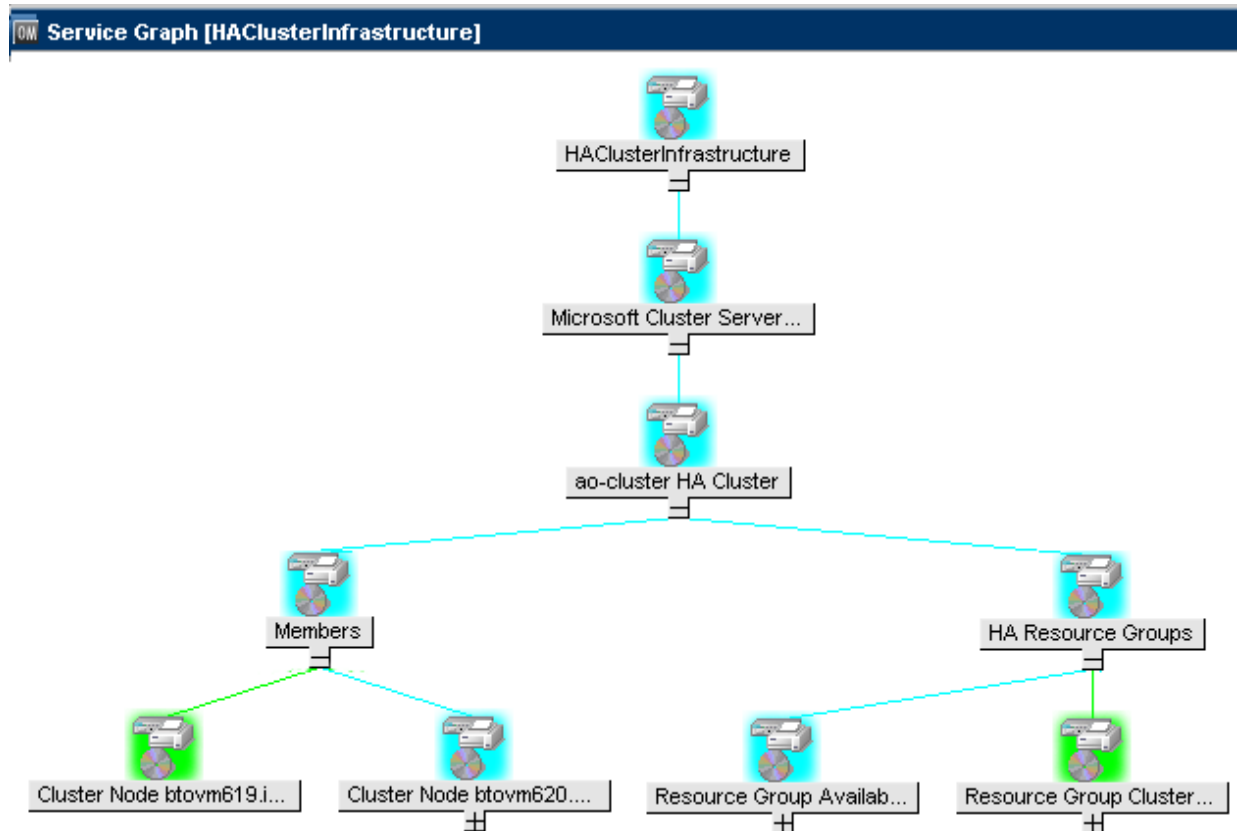 OM Service Graph [HAClusterInfrastructure]
HAClusterInfrastructure
Microsoft Cluster Server...
ao-cluster HA Cluster
Members
HA Resource Groups
Cluster Node btovm619.i...
Cluster Node btovm620....
Resource Group Availab...
Resource Group Cluster...